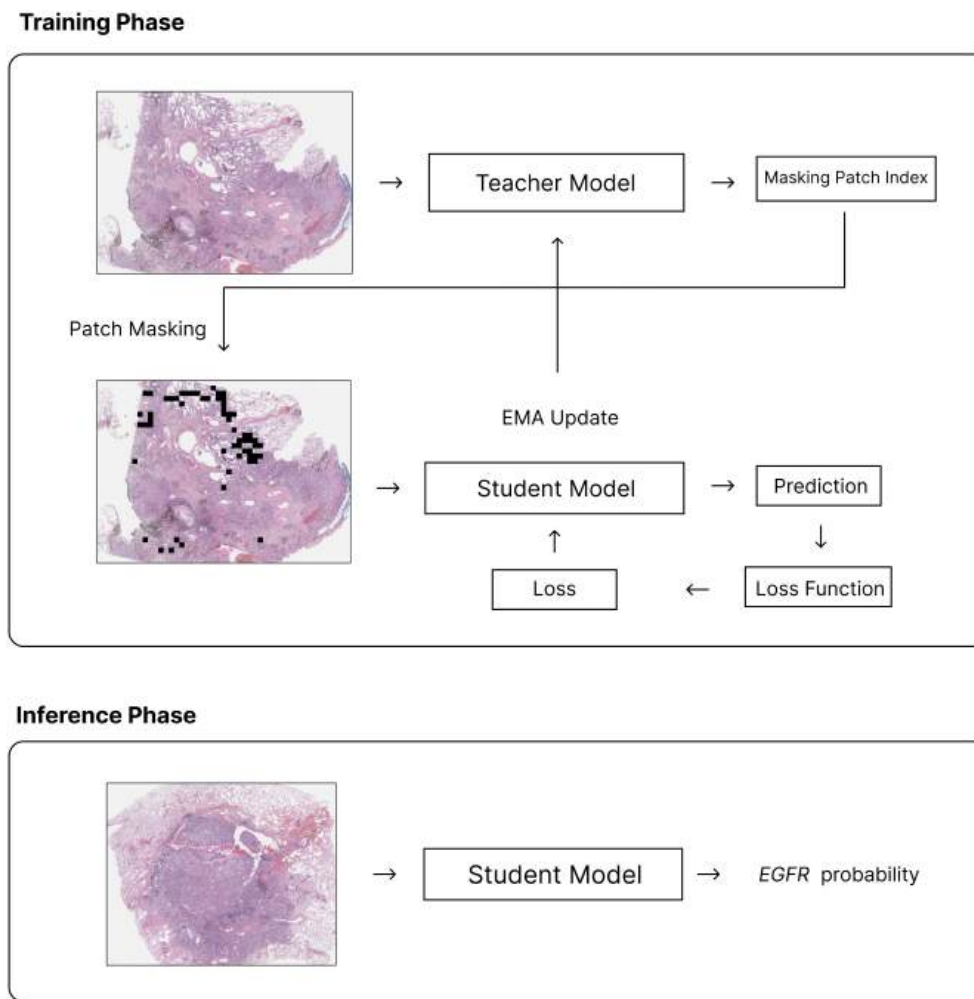 Training Phase
Teacher Model
Masking Patch Index
Patch Masking
EMA Update
Student Model
Prediction
Loss
Loss Function
Inference Phase
Student Model
EGFR probability